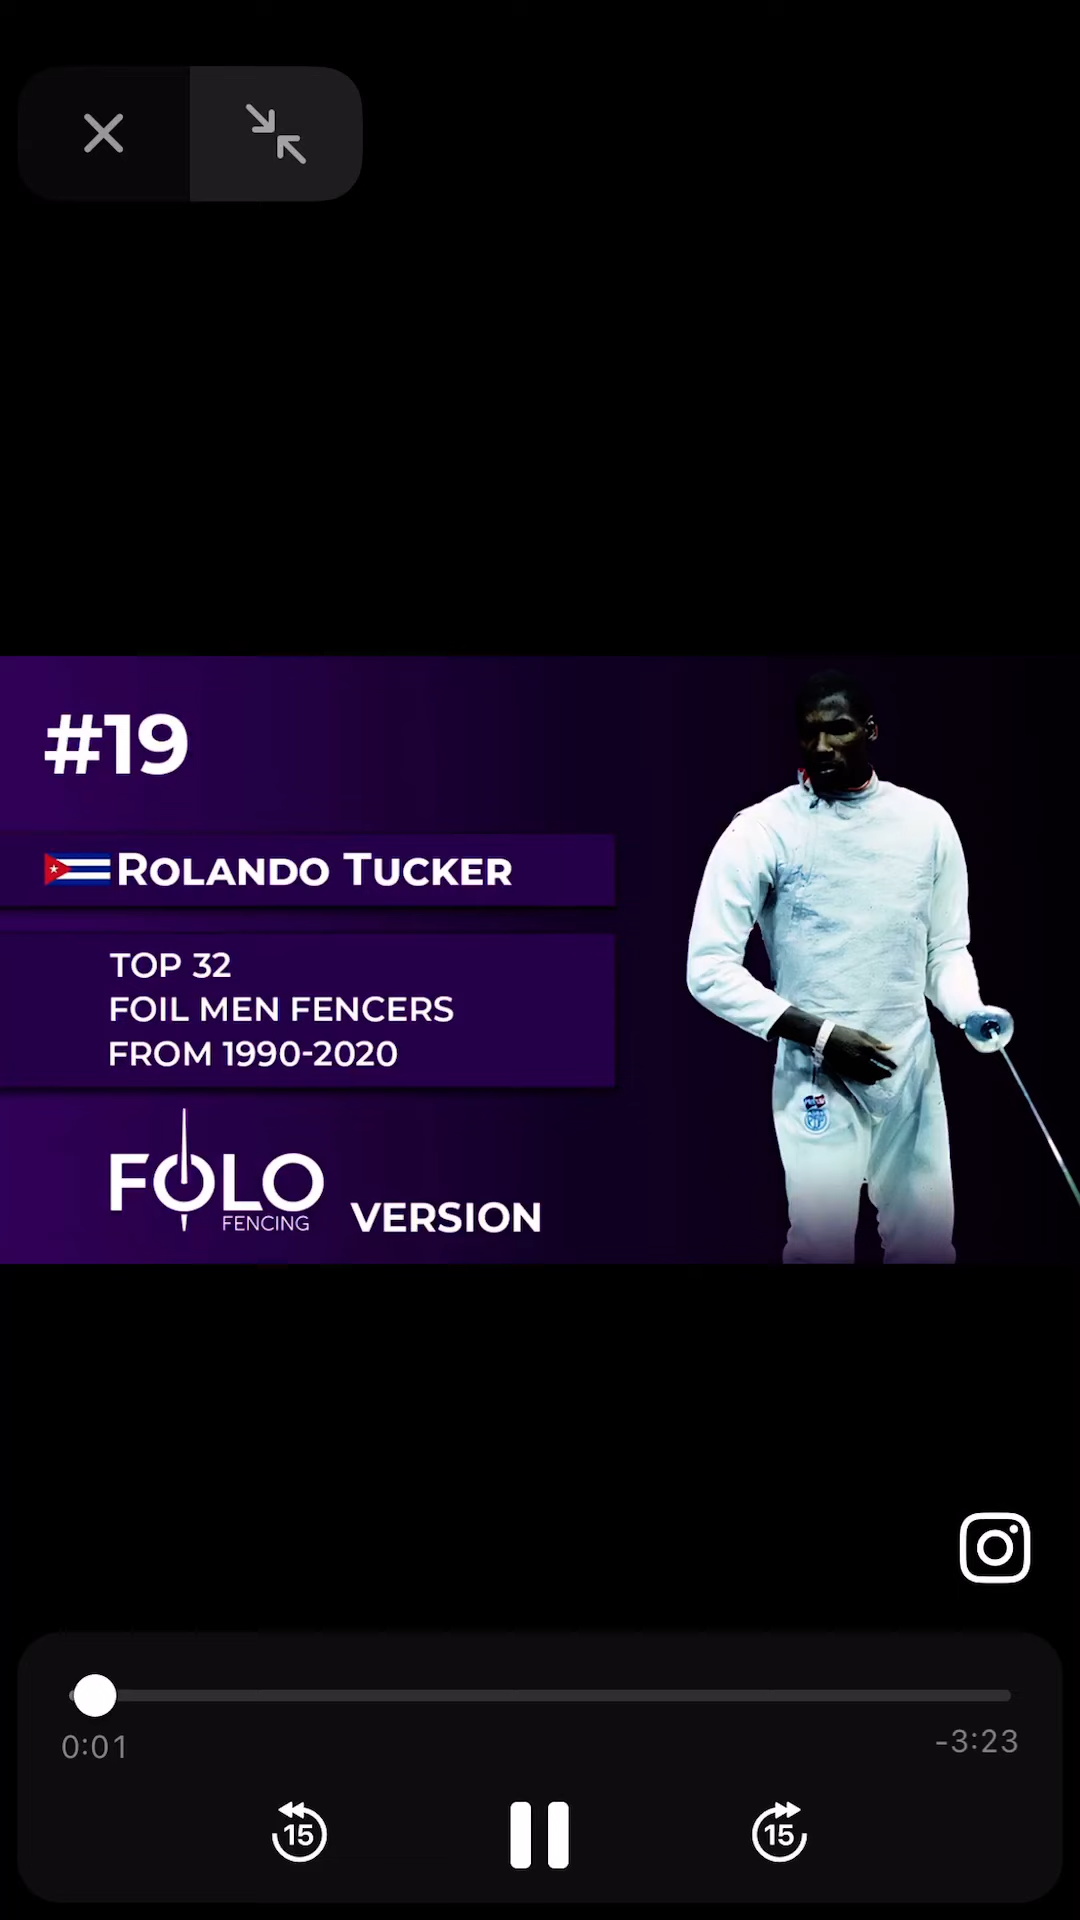 #19
ROLANDO TUCKER
TOP 32
FOIL MEN FENCERS
FROM 1990-2020
FOLO
FENCING
VERSION
0:01
-3:23
15
15